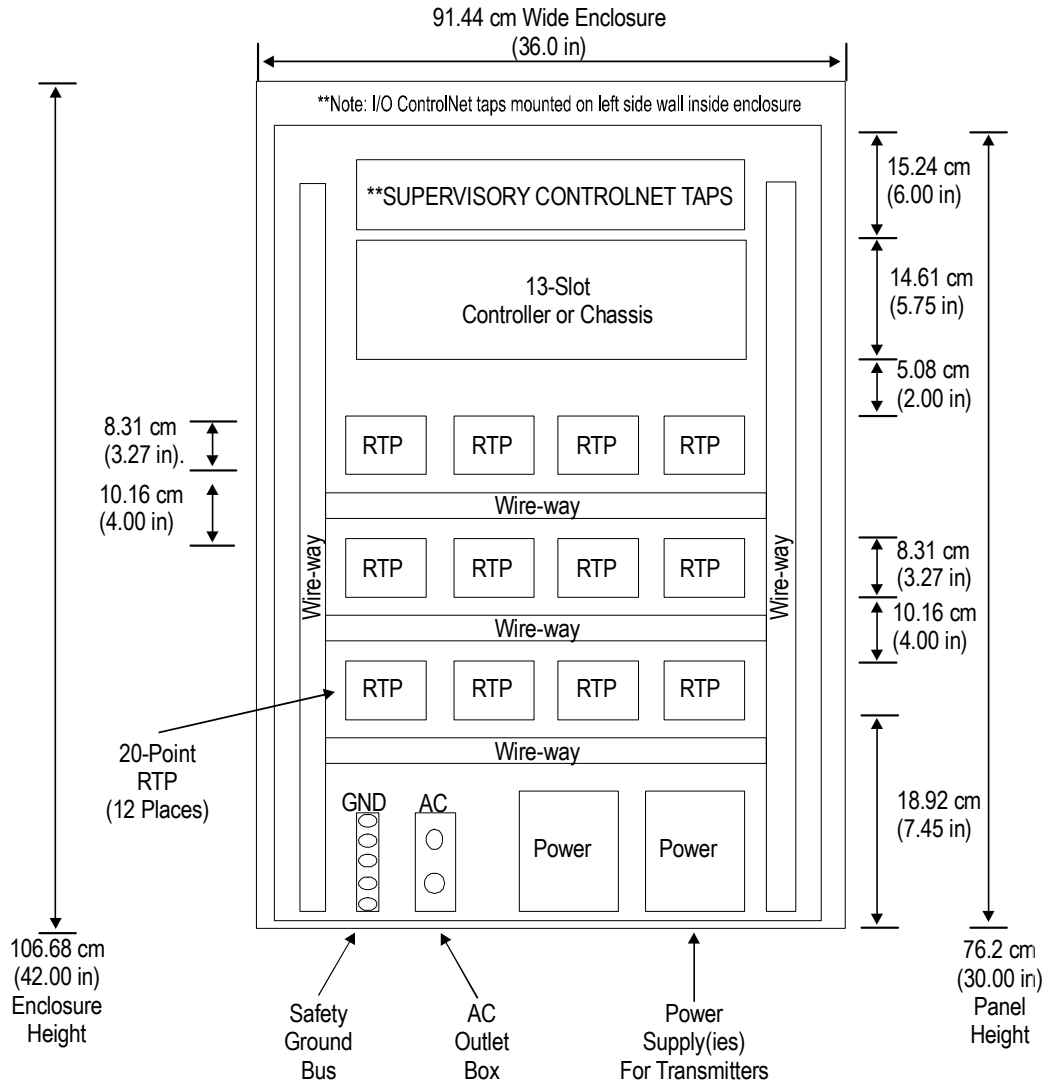 91.44 cm Wide Enclosure
(36.0 in)
**Note: I/O ControlNet taps mounted on left side wall inside enclosure
**SUPERVISORY CONTROLNET TAPS
15.24 cm
(6.00 in)
13-Slot
Controller or Chassis
14.61 cm
(5.75 in)
5.08 cm
(2.00 in)
8.31 cm
(3.27 in).
RTP RTP RTP RTP
10.16 cm
(4.00 in)
Wire-way
Wire-way
Wire-way
RTP RTP RTP RTP
8.31 cm
(3.27 in)
10.16 cm
(4.00 in)
Wire-way
RTP RTP RTP RTP
20-Point
RTP
(12 Places)
Wire-way
GND AC
Power Power
18.92 cm
(7.45 in)
106.68 cm
(42.00 in)
Enclosure
Height
Safety
Ground
Bus
AC
Outlet
Box
Power
Supply(ies)
For Transmitters
76.2 cm
(30.00 in)
Panel
Height